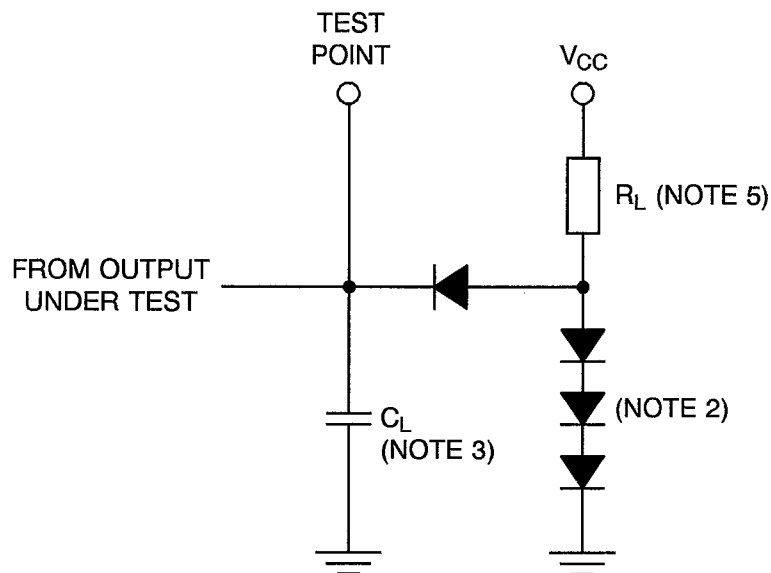 TEST
POINT
VCC
RL (NOTE 5)
FROM OUTPUT
UNDER TEST
(NOTE 2)
CL
(NOTE 3)